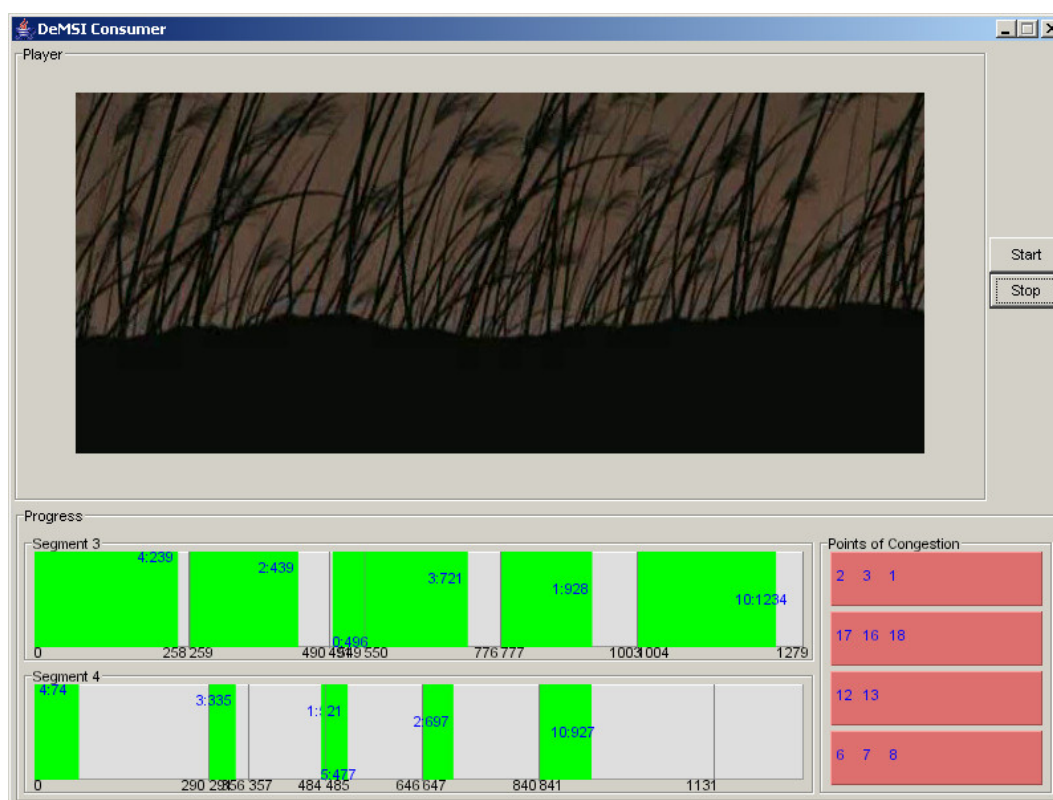 DeMSI Consumer
Player
Start
Stop
Progress
Segment 3
4:239
2:439
3:721
1:928
10:1234
0:496
0 258 259 490 549 550 776 777 1003 1004 1279
Segment 4
4:74
3:335
2:697
10:927
5:477
0 290 356 357 484 485 646 647 840 841 1131
Points of Congestion
2 3 1
17 16 18
12 13
6 7 8